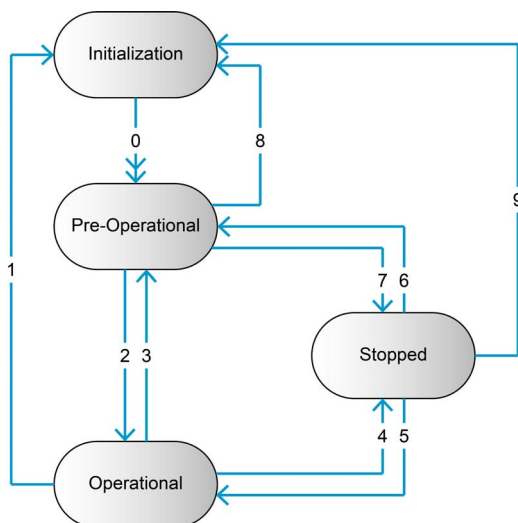 Initialization
0
8
Pre-Operational
1
9
7
6
2
3
Stopped
4
5
Operational